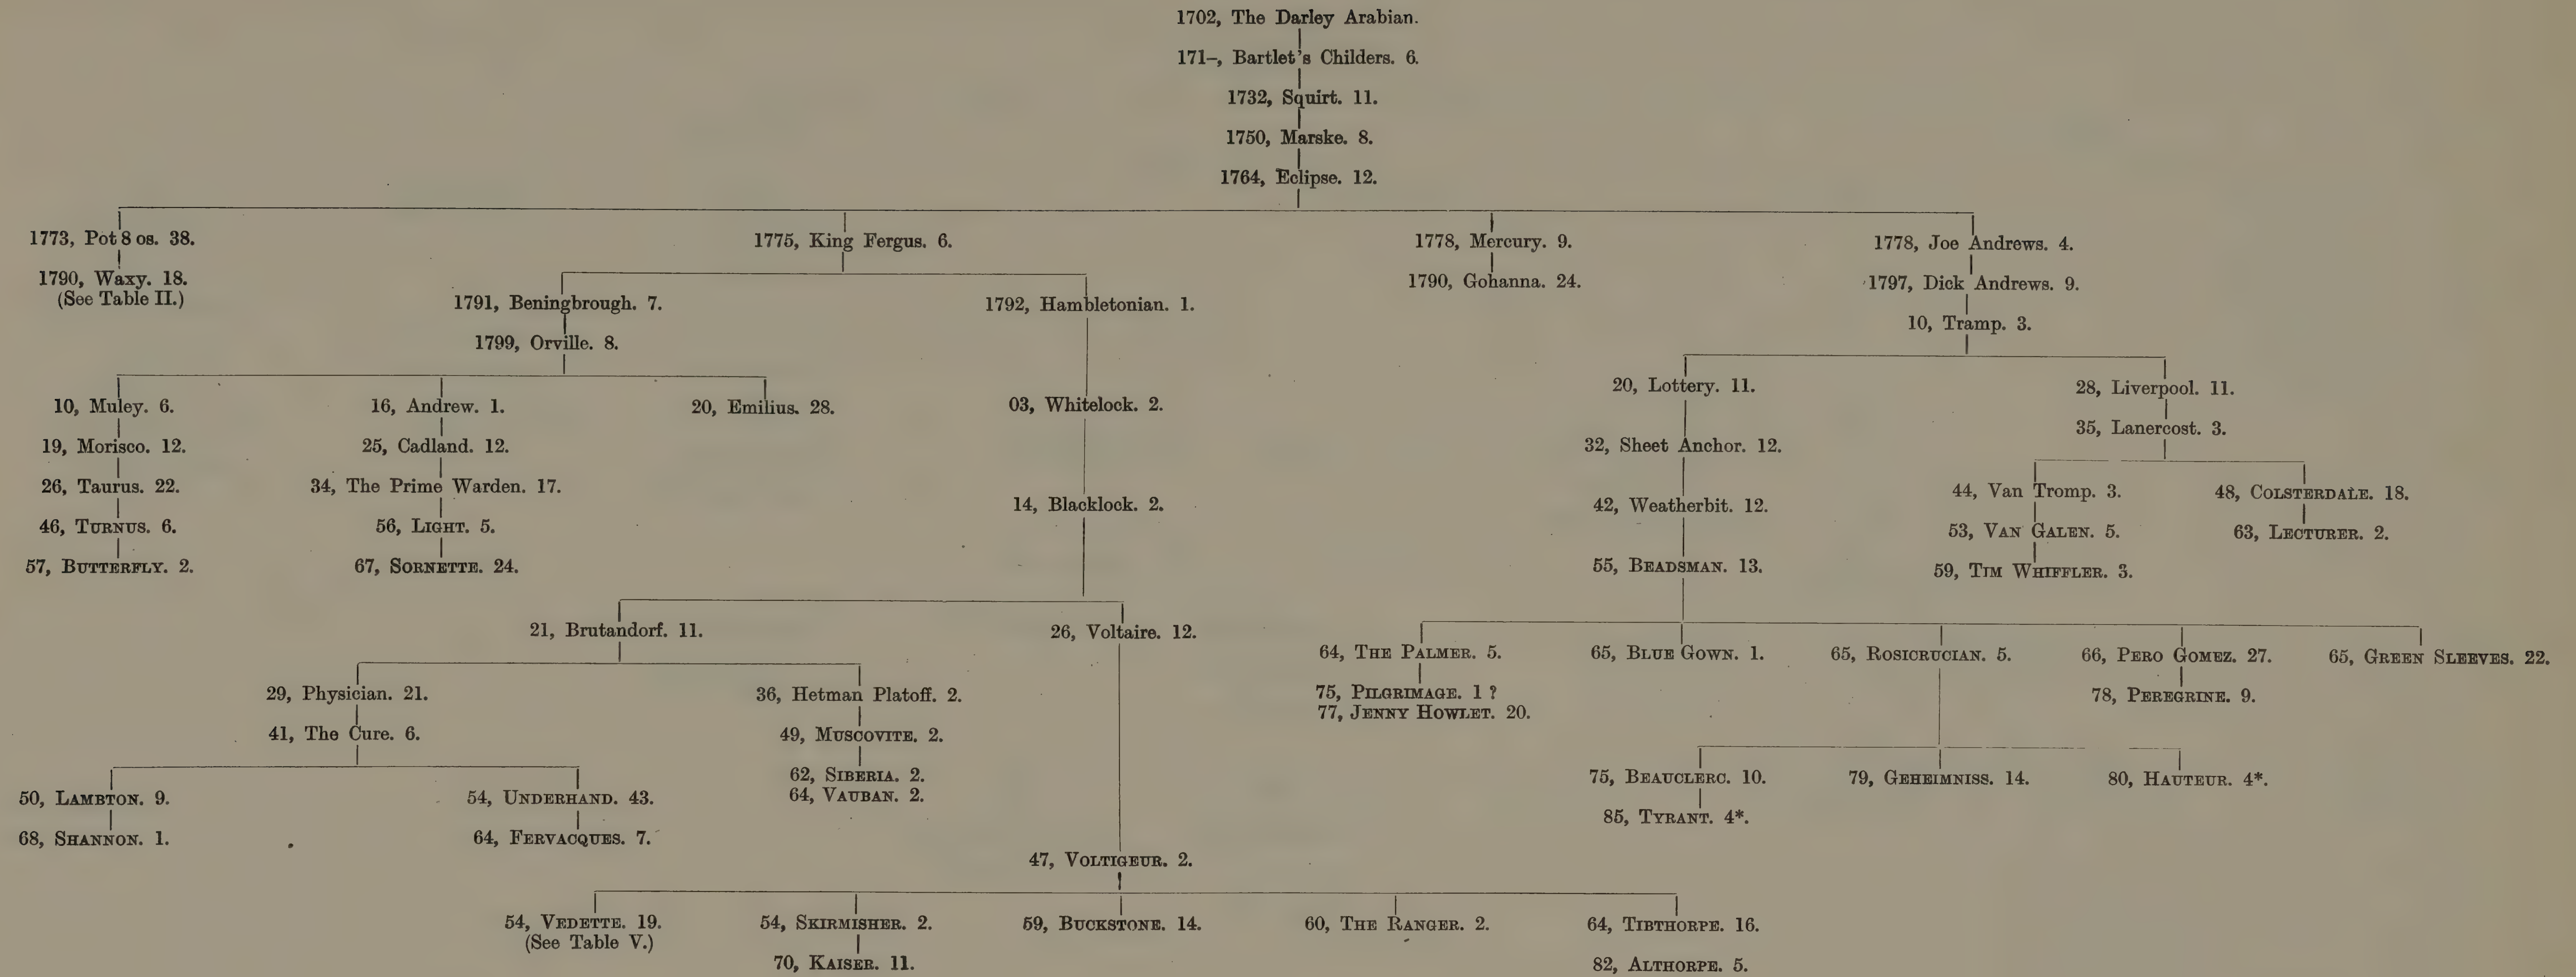 1702, The Darley Arabian.
171–, Bartlet's Childers. 6.
1732, Squirt. 11.
1750, Marske. 8.
1764, Eclipse. 12.
1773, Pot 8 os. 38.
1775, King Fergus. 6.
1778, Mercury. 9.
1778, Joe Andrews. 4.
1790, Waxy. 18.
(See Table II.)
1790, Gohanna. 24.
1797, Dick Andrews. 9.
1791, Beningbrough. 7.
1792, Hambletonian. 1.
10, Tramp. 3.
1799, Orville. 8.
20, Lottery. 11.
28, Liverpool. 11.
10, Muley. 6.
16, Andrew. 1.
20, Emilius. 28.
03, Whitelock. 2.
35, Lanercost. 3.
19, Morisco. 12.
25, Cadland. 12.
32, Sheet Anchor. 12.
26, Taurus. 22.
34, The Prime Warden. 17.
44, Van Tromp. 3.
48, COLSTERDALE. 18.
14, Blacklock. 2.
42, Weatherbit. 12.
46, TURNUS. 6.
56, LIGHT. 5.
53, VAN GALEN. 5.
63, LECTURER. 2.
57, BUTTERFLY. 2.
67, SORNETTE. 24.
55, BEADSMAN. 13.
59, TIM WHIFFLER. 3.
21, Brutandorf. 11.
26, Voltaire. 12.
64, THE PALMER. 5.
65, BLUE GOWN. 1.
65, ROSICRUCIAN. 5.
66, PERO GOMEZ. 27.
65, GREEN SLEEVES. 22.
29, Physician. 21.
36, Hetman Platoff. 2.
75, PILGRIMAGE. 1 ?
77, JENNY HOWLET. 20.
78, PEREGRINE. 9.
41, The Cure. 6.
49, MUSCOVITE. 2.
62, SIBERIA. 2.
64, VAUBAN. 2.
75, BEAUCLERC. 10.
79, GEHEIMNISS. 14.
80, HAUTEUR. 4*.
50, LAMBTON. 9.
54, UNDERHAND. 43.
85, TYRANT. 4*.
68, SHANNON. 1.
64, FERVACQUES. 7.
47, VOLTIGEUR. 2.
54, VEDETTE. 19.
(See Table V.)
54, SKIRMISHER. 2.
59, BUCKSTONE. 14.
60, THE RANGER. 2.
64, TIBTHORPE. 16.
70, KAISER. 11.
82, ALTHORPE. 5.